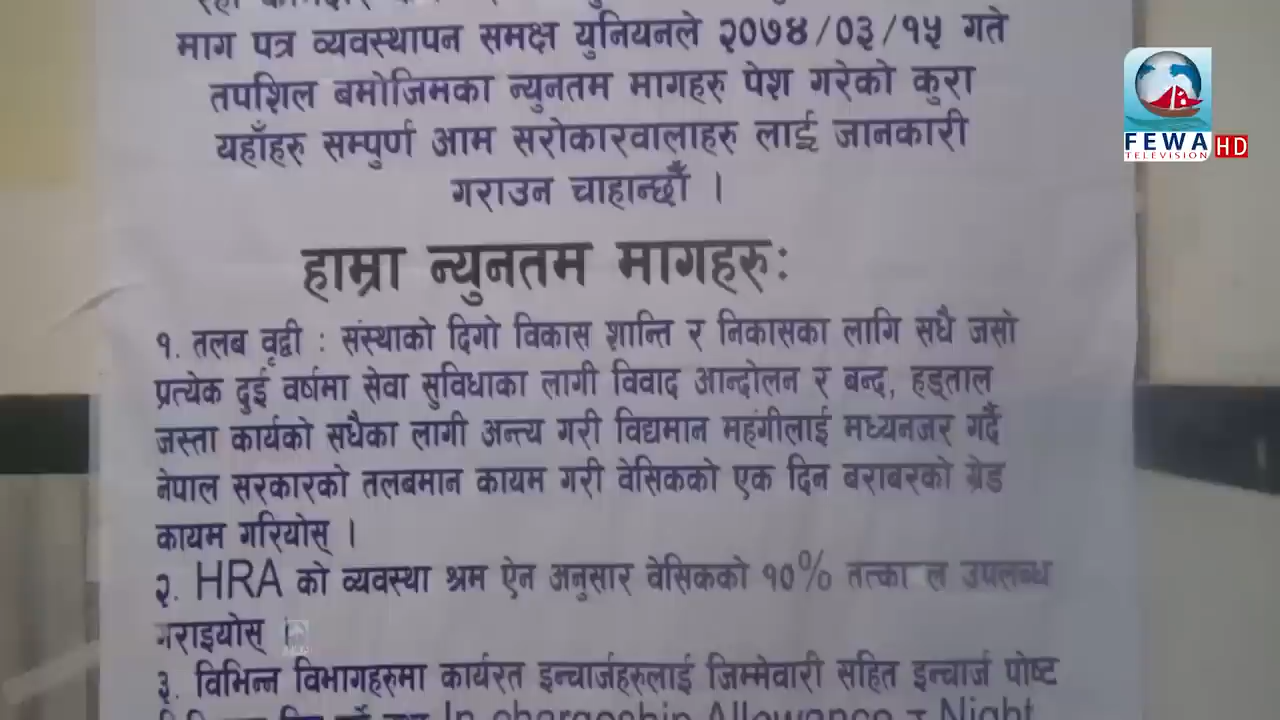 माग पत्र व्यवस्थापन समक्ष युनियनले २०७४/०३/१५ गते
तपशिल बमोजिमका न्युनतम मागहरु पेश गरेको कुरा
यहाँहरु सम्पुर्ण आम सरोकारवालाहरु लाई जानकारी
गराउन चाहान्छौं ।
हाम्रा न्युनतम मागहरुः
१. तलब वृद्वी : संस्थाको दिगो विकास शान्ति र निकासका लागि सधै जसो
प्रत्येक दुई वर्षमा सेवा सुविधाका लागी विवाद आन्दोलन र बन्द, हड्ताल
जस्ता कार्यको सधैका लागी अन्त्य गरी विद्यमान महंगीलाई मध्यनजर गर्दै
नेपाल सरकारको तलबमान कायम गरी वेसिकको एक दिन बराबरको ग्रेड
कायम गरियोस् ।
२. HRA को व्यवस्था श्रम ऐन अनुसार वेसिकको १०% तत्का ल उपलब्ध
गराइयोस् ।
३. विभिन्न विभागहरुमा कार्यरत इन्चार्जहरुलाई जिम्मेवारी सहित इन्चार्ज पोष्ट
In-chargeship Allowance Night
FEWA
TELEVISION HD